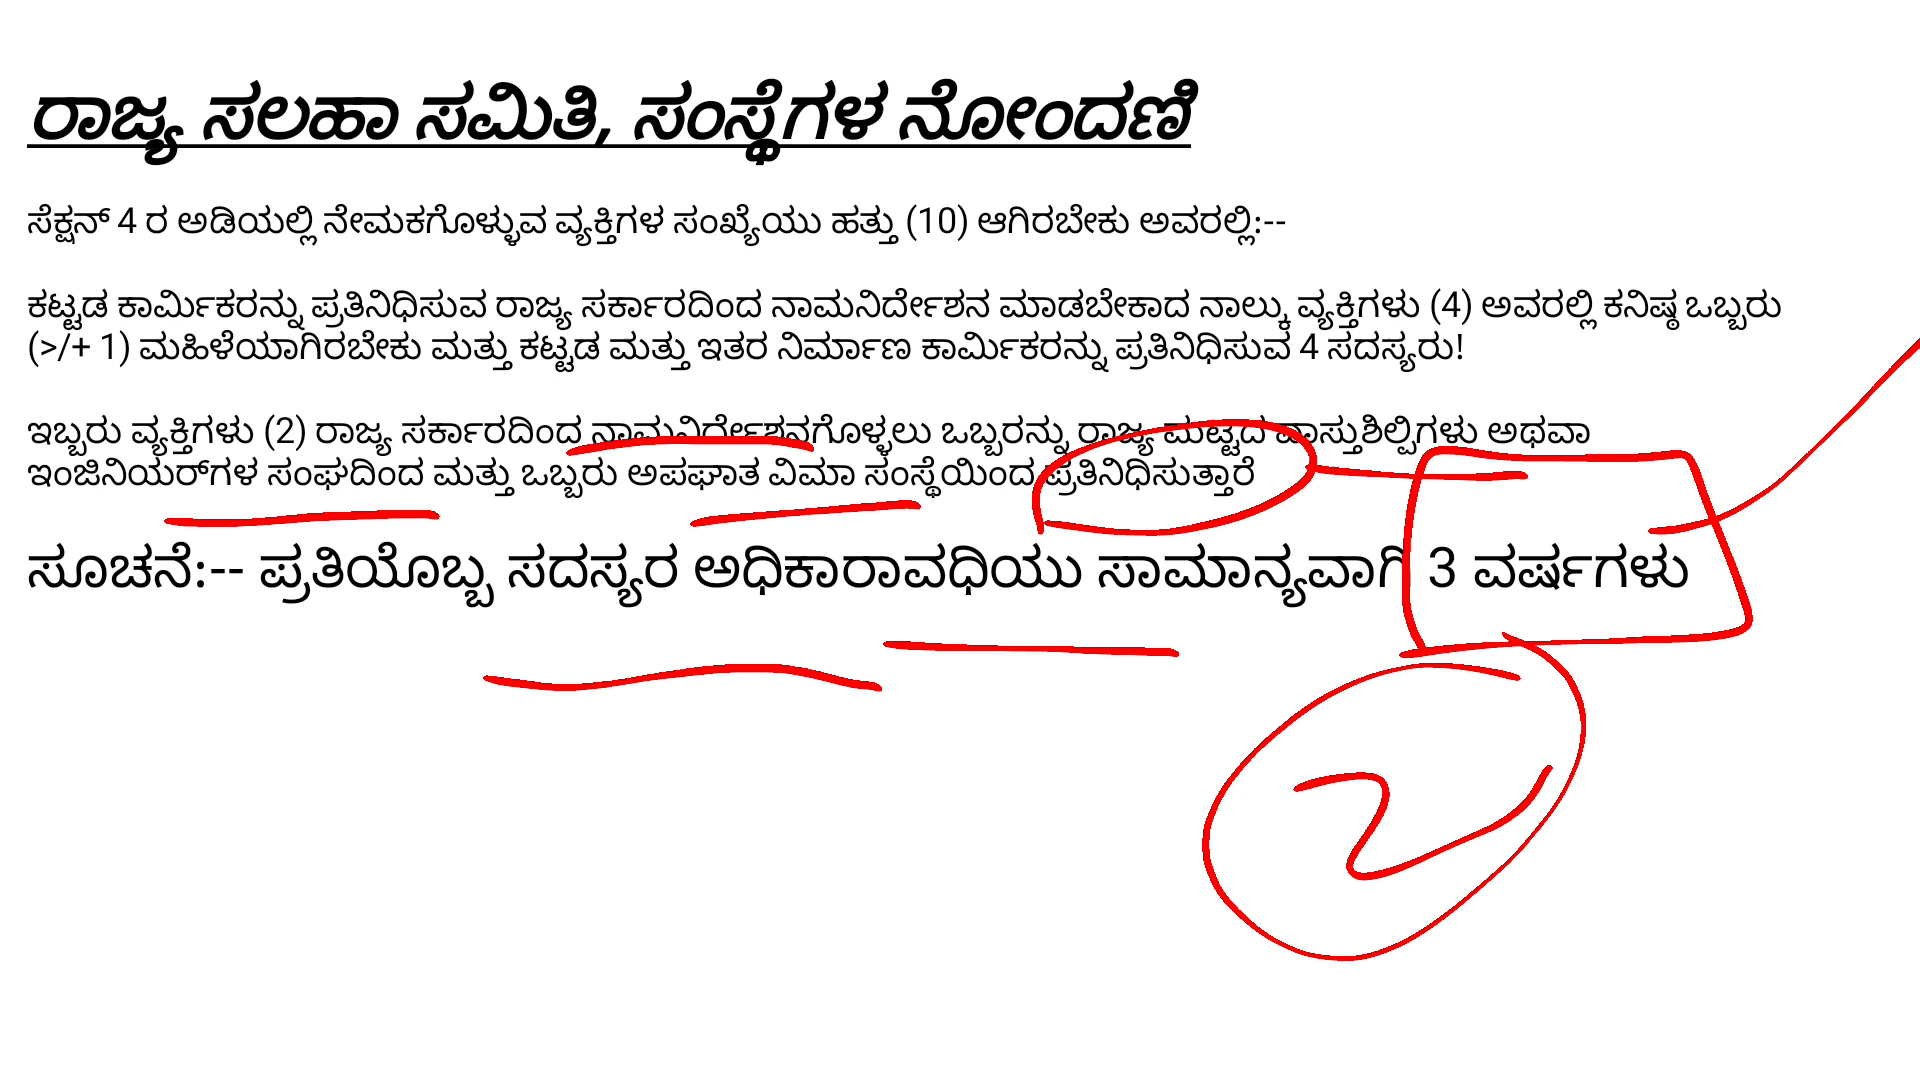 ರಾಜ್ಯ ಸಲಹಾ ಸಮಿತಿ, ಸಂಸ್ಥೆಗಳ ನೋಂದಣಿ
ಸೆಕ್ಷನ್ 4 ರ ಅಡಿಯಲ್ಲಿ ನೇಮಕಗೊಳ್ಳುವ ವ್ಯಕ್ತಿಗಳ ಸಂಖ್ಯೆಯು ಹತ್ತು (10) ಆಗಿರಬೇಕು ಅವರಲ್ಲಿ:--
ಕಟ್ಟಡ ಕಾರ್ಮಿಕರನ್ನು ಪ್ರತಿನಿಧಿಸುವ ರಾಜ್ಯ ಸರ್ಕಾರದಿಂದ ನಾಮನಿರ್ದೇಶನ ಮಾಡಬೇಕಾದ ನಾಲ್ಕು ವ್ಯಕ್ತಿಗಳು (4) ಅವರಲ್ಲಿ ಕನಿಷ್ಠ ಒಬ್ಬರು
(>/+ 1) ಮಹಿಳೆಯಾಗಿರಬೇಕು ಮತ್ತು ಕಟ್ಟಡ ಮತ್ತು ಇತರ ನಿರ್ಮಾಣ ಕಾರ್ಮಿಕರನ್ನು ಪ್ರತಿನಿಧಿಸುವ 4 ಸದಸ್ಯರು!
ಇಬ್ಬರು ವ್ಯಕ್ತಿಗಳು (2) ರಾಜ್ಯ ಸರ್ಕಾರದಿಂದ ನಾಮನಿರ್ದೇಶನಗೊಳ್ಳಲು ಒಬ್ಬರನ್ನು ರಾಜ್ಯ ಮಟ್ಟದ ವಾಸ್ತುಶಿಲ್ಪಿಗಳು ಅಥವಾ
ಇಂಜಿನಿಯರ್‌ಗಳ ಸಂಘದಿಂದ ಮತ್ತು ಒಬ್ಬರು ಅಪಘಾತ ವಿಮಾ ಸಂಸ್ಥೆಯಿಂದ ಪ್ರತಿನಿಧಿಸುತ್ತಾರೆ
ಸೂಚನೆ:-- ಪ್ರತಿಯೊಬ್ಬ ಸದಸ್ಯರ ಅಧಿಕಾರಾವಧಿಯು ಸಾಮಾನ್ಯವಾಗಿ 3 ವರ್ಷಗಳು
2